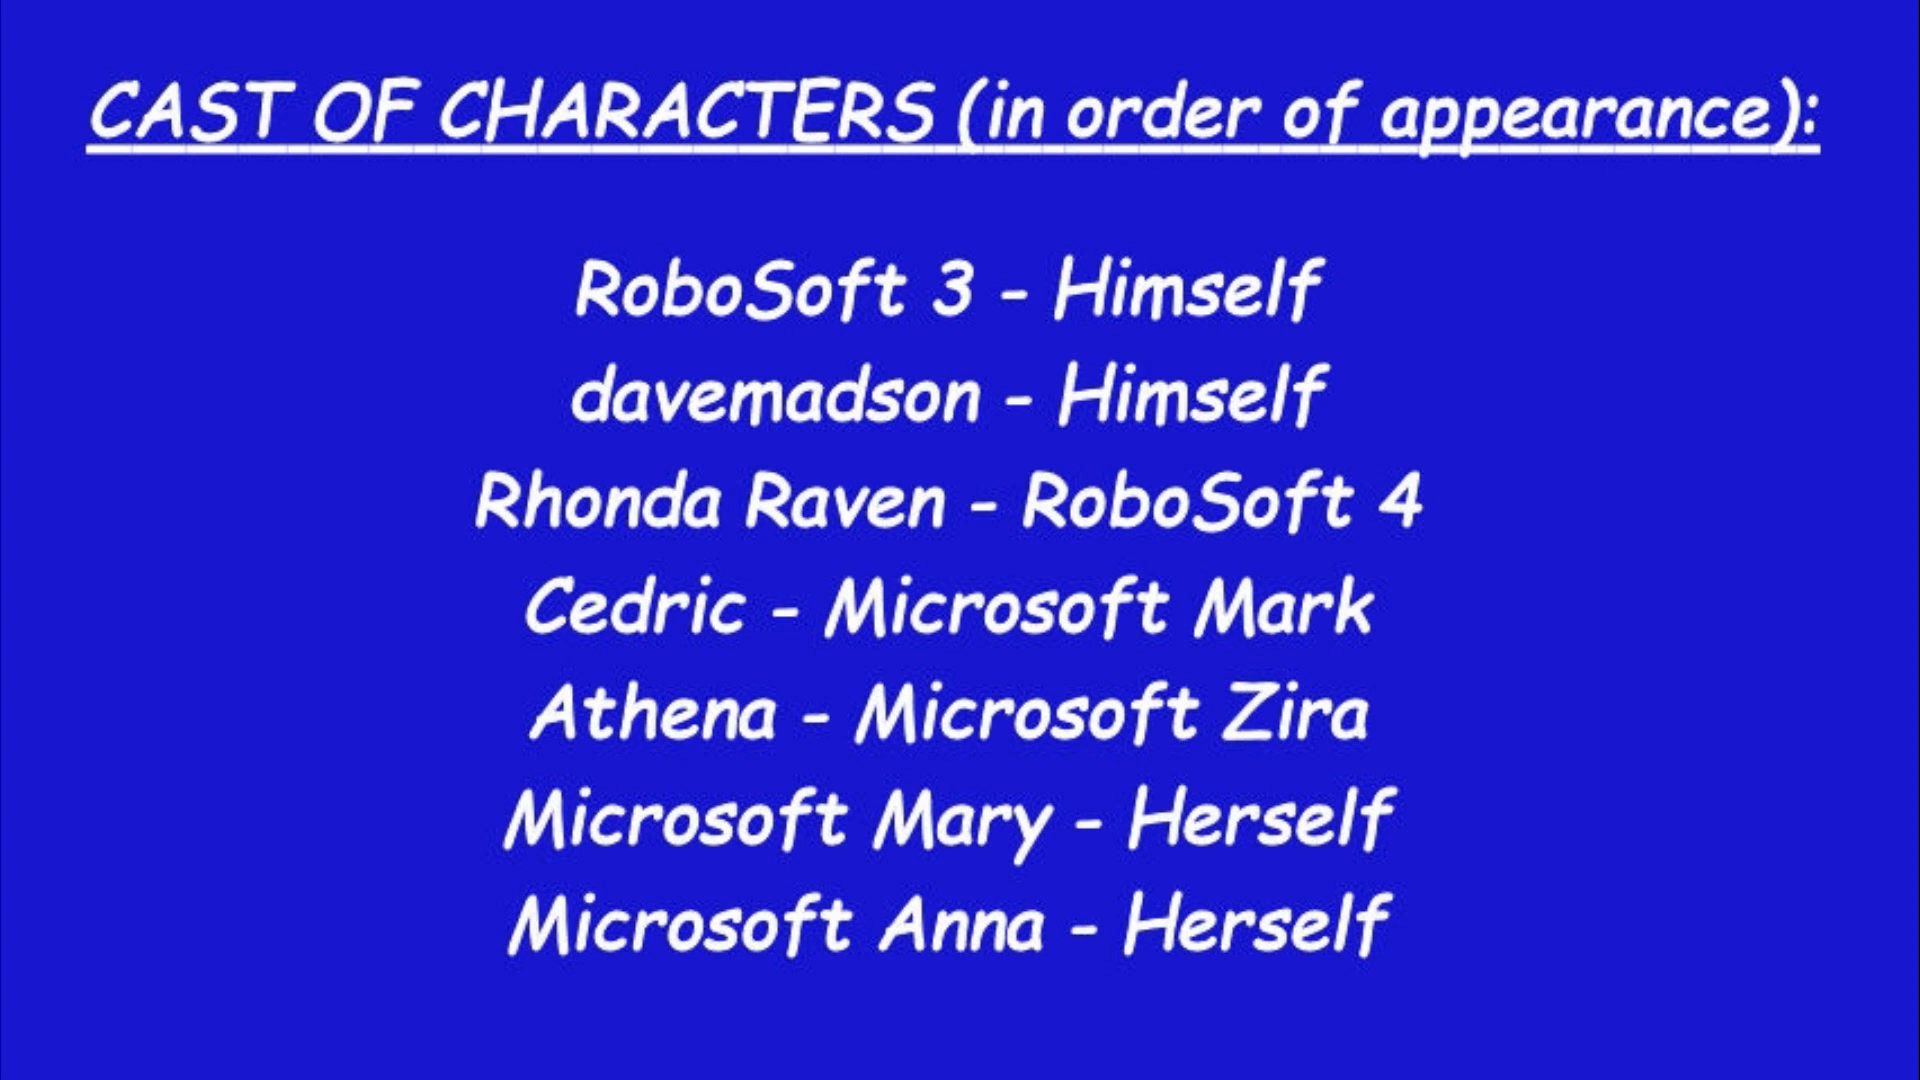 CAST OF CHARACTERS (in order of appearance):
RoboSoft 3 - Himself
davemadson - Himself
Rhonda Raven - RoboSoft 4
Cedric - Microsoft Mark
Athena - Microsoft Zira
Microsoft Mary - Herself
Microsoft Anna - Herself